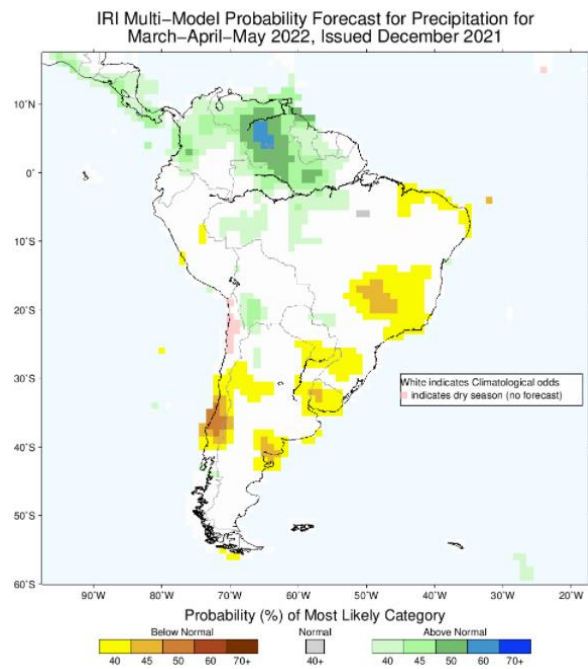 IRI Multi-Model Probability Forecast for Precipitation for
March-April-May 2022, Issued December 2021
10°N
0°
10°S
20°S
30°S
White indicates Climatological odds
indicates dry season (no forecast)
40°S
50°S
60°S
90°W 80°W 70°W 60°W 50°W 40°W 30°W 20°W
Probability (%) of Most Likely Category
Below Normal Normal Above Normal
40 45 50 60 70+ 40+ 40 45 50 60 70+